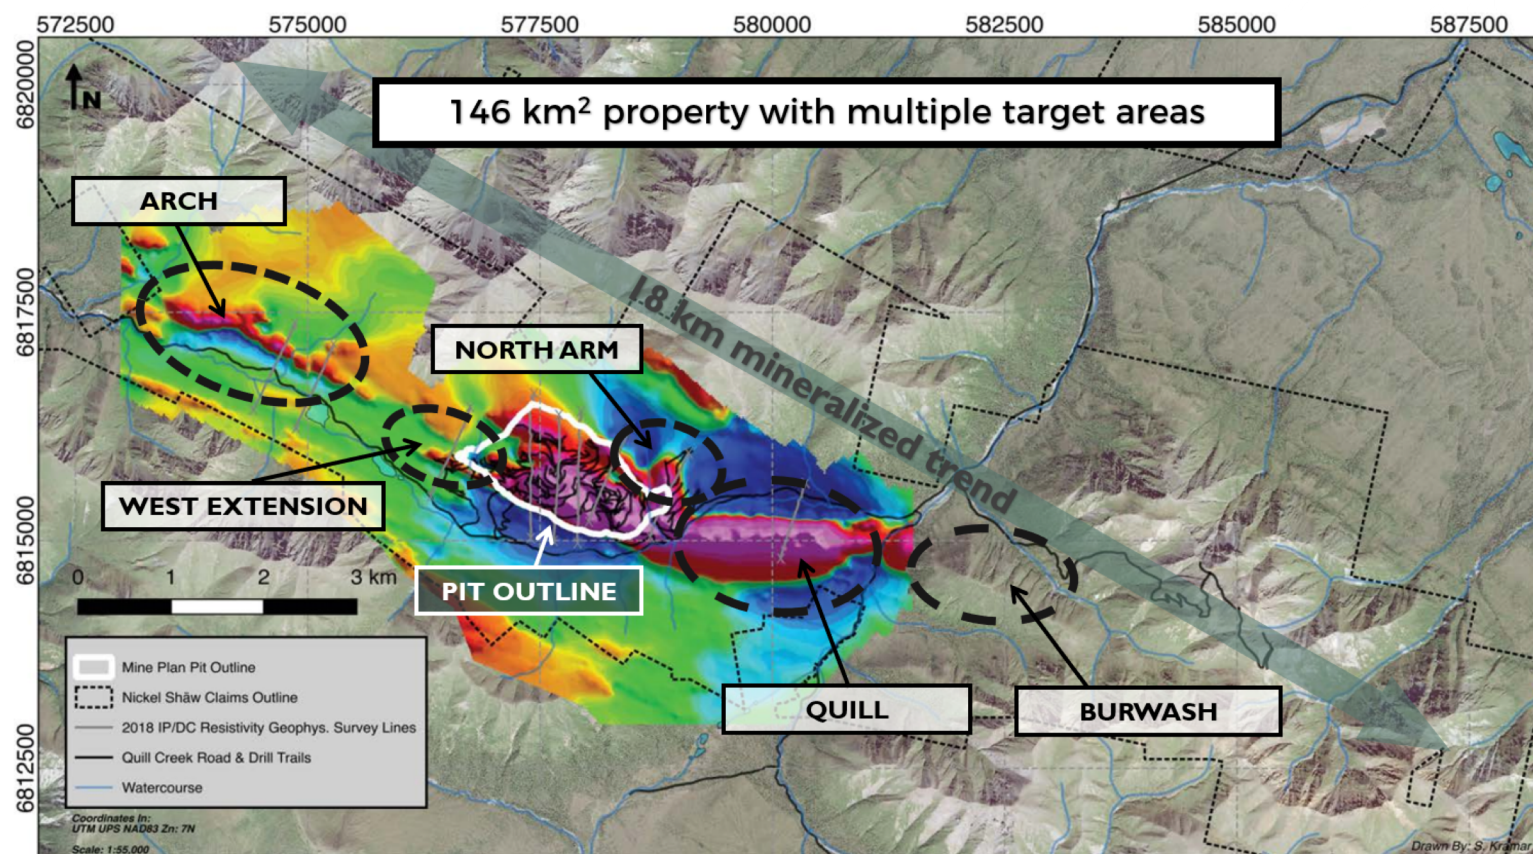 572500 575000 577500 580000 582500 585000 587500
6820000
N
146 km² property with multiple target areas
ARCH
6817500
18 km mineralized trend
NORTH ARM
WEST EXTENSION
6815000
PIT OUTLINE
0 1 2 3 km
QUILL
BURWASH
6812500
Mine Plan Pit Outline
Nickel Shäw Claims Outline
2018 IP/DC Resistivity Geophys. Survey Lines
Quill Creek Road & Drill Trails
Watercourse
Coordinates In:
UTM UPS NAD83 Zn: 7N
Scale: 1:55,000
Drawn By: S. Kramar